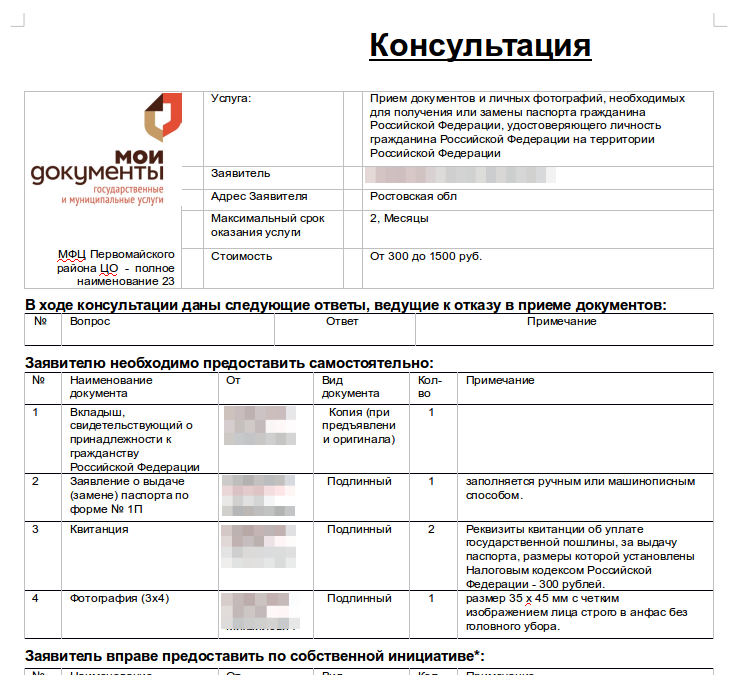 Консультация
мои
документы
государственные
и муниципальные услуги
МФЦ Первомайского
района ЦО - полное
наименование 23
Услуга:
Прием документов и личных фотографий, необходимых
для получения или замены паспорта гражданина
Российской Федерации, удостоверяющего личность
гражданина Российской Федерации на территории
Российской Федерации
Заявитель
Адрес Заявителя
Ростовская обл
Максимальный срок
оказания услуги
2, Месяцы
Стоимость
От 300 до 1500 руб.
В ходе консультации даны следующие ответы, ведущие к отказу в приеме документов:
№ Вопрос Ответ Примечание
Заявителю необходимо предоставить самостоятельно:
№
Наименование
документа
От
Вид
документа
Кол-
во
Примечание
1
Вкладыш,
свидетельствующий о
принадлежности к
гражданству
Российской Федерации
Копия (при
предъявлени
и оригинала)
1
2
Заявление о выдаче
(замене) паспорта по
форме № 1П
Подлинный
1
заполняется ручным или машинописным
способом.
3
Квитанция
Подлинный
2
Реквизиты квитанции об уплате
государственной пошлины, за выдачу
паспорта, размеры которой установлены
Налоговым кодексом Российской
Федерации - 300 рублей.
4
Фотография (3х4)
Подлинный
1
размер 35 х 45 мм с четким
изображением лица строго в анфас без
головного убора.
Заявитель вправе предоставить по собственной инициативе*:
№ Наименование От Вид Кол- Примечание